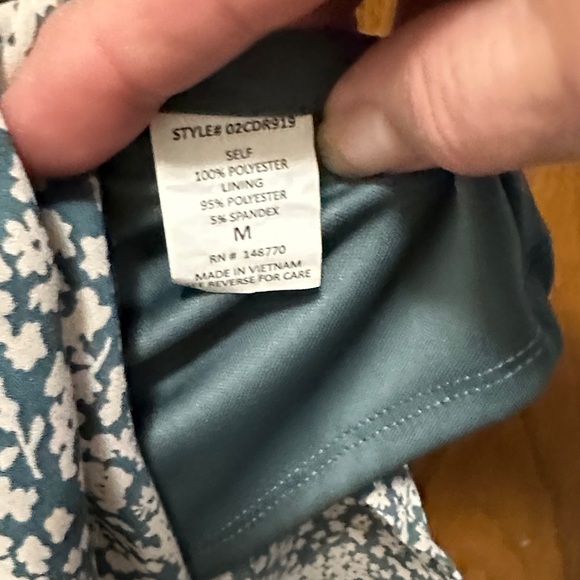 STYLE# 02CDR919
SELF
100% POLYESTER
LINING
95% POLYESTER
5% SPANDEX
M
RN # 148770
MADE IN VIETNAM
REVERSE FOR CARE